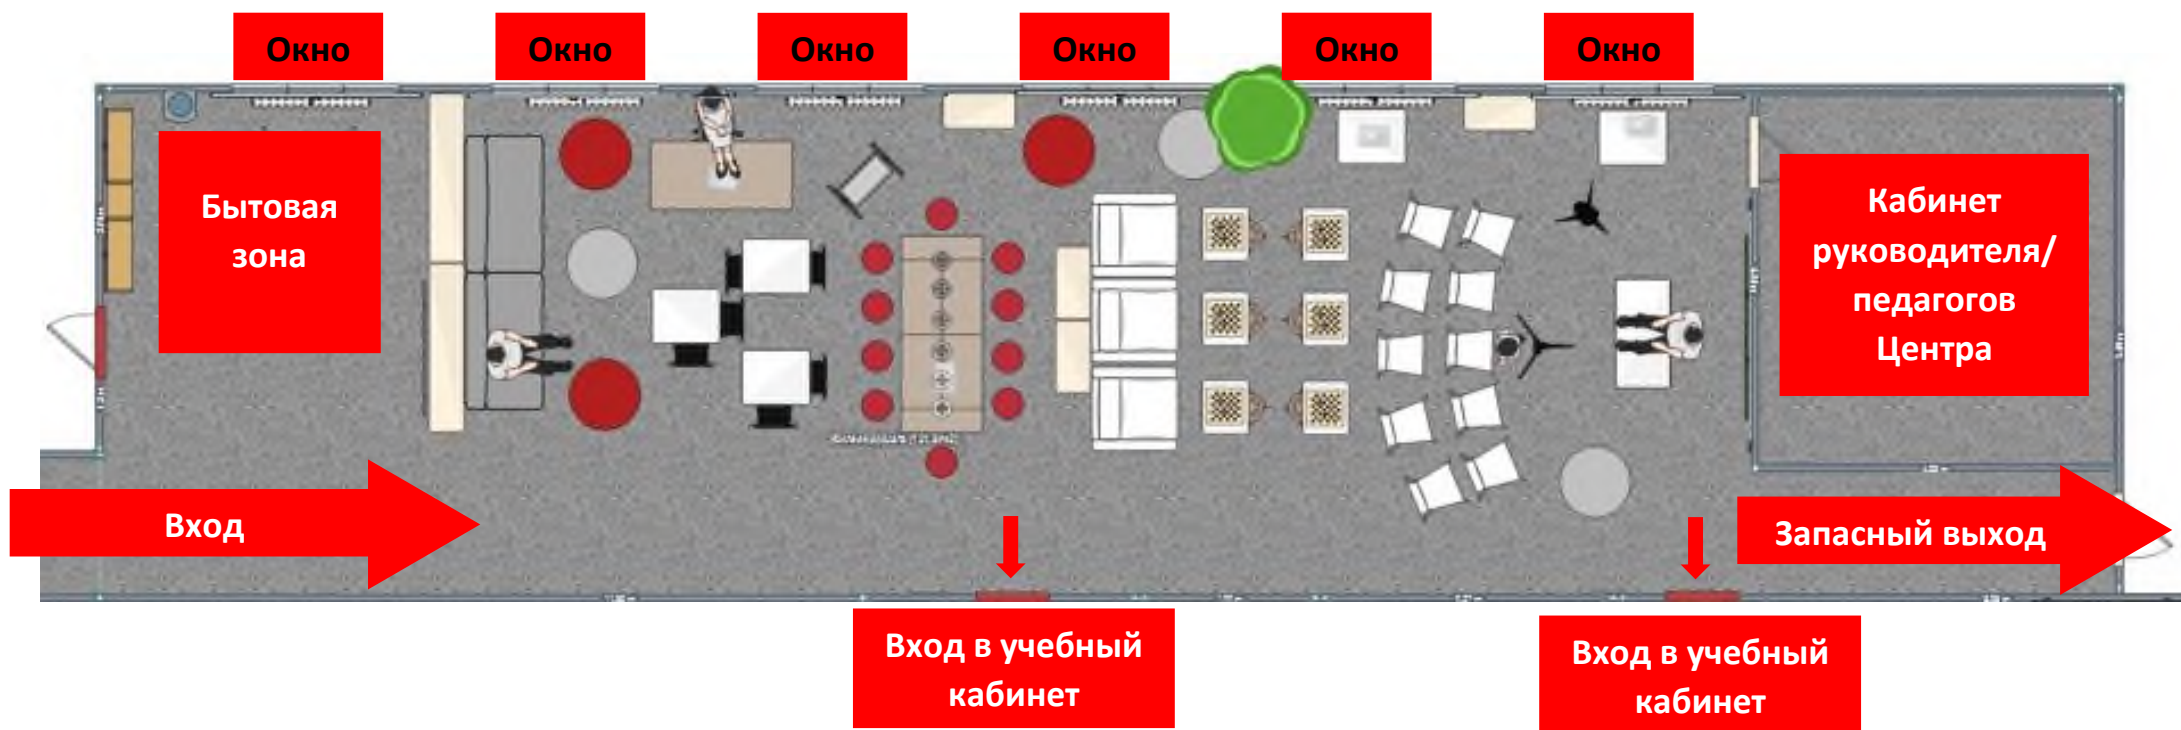 Окно
Окно
Окно
Окно
Окно
Окно
Бытовая
зона
Кабинет
руководителя/
педагогов
Центра
Вход
Запасный выход
Вход в учебный
кабинет
Вход в учебный
кабинет